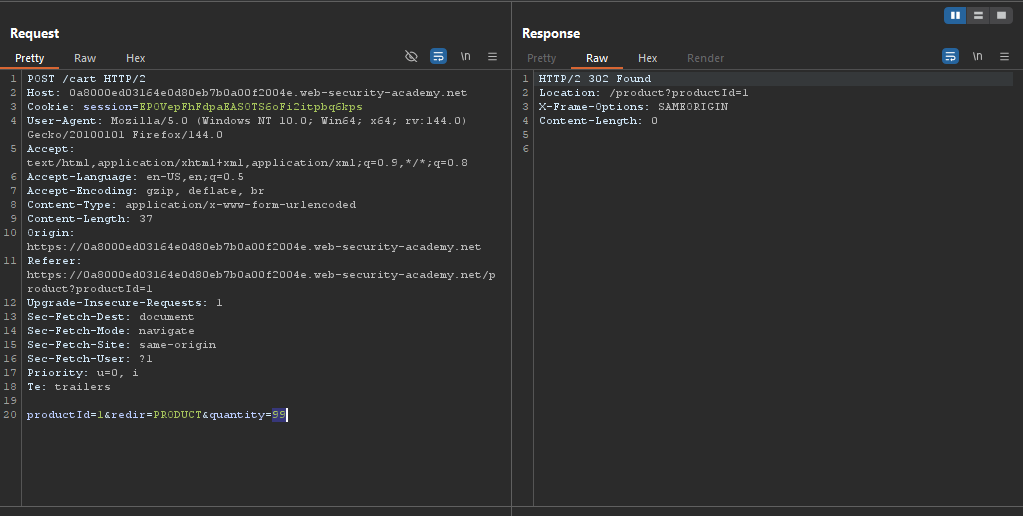 Request
Pretty Raw Hex \n
1 POST /cart HTTP/2
2 Host: 0a8000ed03164e0d80eb7b0a00f2004e.web-security-academy.net
3 Cookie: session=EP0VepFhFdpaEAS0TS6oFi2itpbq6kps
4 User-Agent: Mozilla/5.0 (Windows NT 10.0; Win64; x64; rv:144.0)
Gecko/20100101 Firefox/144.0
5 Accept:
text/html,application/xhtml+xml,application/xml;q=0.9,*/*;q=0.8
6 Accept-Language: en-US,en;q=0.5
7 Accept-Encoding: gzip, deflate, br
8 Content-Type: application/x-www-form-urlencoded
9 Content-Length: 37
10 Origin:
https://0a8000ed03164e0d80eb7b0a00f2004e.web-security-academy.net
11 Referer:
https://0a8000ed03164e0d80eb7b0a00f2004e.web-security-academy.net/p
roduct?productId=1
12 Upgrade-Insecure-Requests: 1
13 Sec-Fetch-Dest: document
14 Sec-Fetch-Mode: navigate
15 Sec-Fetch-Site: same-origin
16 Sec-Fetch-User: ?1
17 Priority: u=0, i
18 Te: trailers
19
20 productId=1&redir=PRODUCT&quantity=99
Response
Pretty Raw Hex Render \n
1 HTTP/2 302 Found
2 Location: /product?productId=1
3 X-Frame-Options: SAMEORIGIN
4 Content-Length: 0
5
6